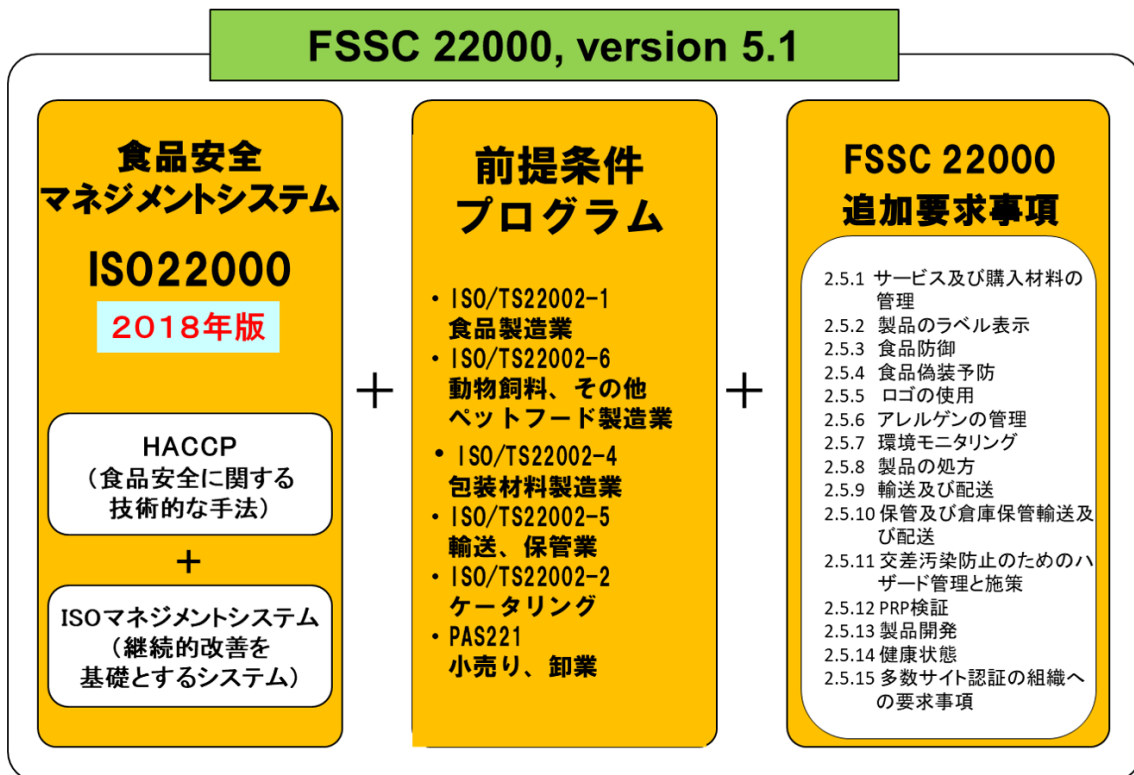 FSSC 22000, version 5.1
食品安全
マネジメントシステム
ISO22000
2018年版
HACCP
(食品安全に関する
技術的な手法)
+
ISOマネジメントシステム
(継続的改善を
基礎とするシステム)
+
前提条件
プログラム
・ISO/TS22002-1
食品製造業
・ISO/TS22002-6
動物飼料、その他
ペットフード製造業
・ISO/TS22002-4
包装材料製造業
・ISO/TS22002-5
輸送、保管業
・ISO/TS22002-2
ケータリング
・PAS221
小売り、卸業
+
FSSC 22000
追加要求事項
2.5.1 サービス及び購入材料の
管理
2.5.2 製品のラベル表示
2.5.3 食品防御
2.5.4 食品偽装予防
2.5.5 ロゴの使用
2.5.6 アレルゲンの管理
2.5.7 環境モニタリング
2.5.8 製品の処方
2.5.9 輸送及び配送
2.5.10 保管及び倉庫保管輸送及
び配送
2.5.11 交差汚染防止のためのハ
ザード管理と施策
2.5.12 PRP検証
2.5.13 製品開発
2.5.14 健康状態
2.5.15 多数サイト認証の組織へ
の要求事項